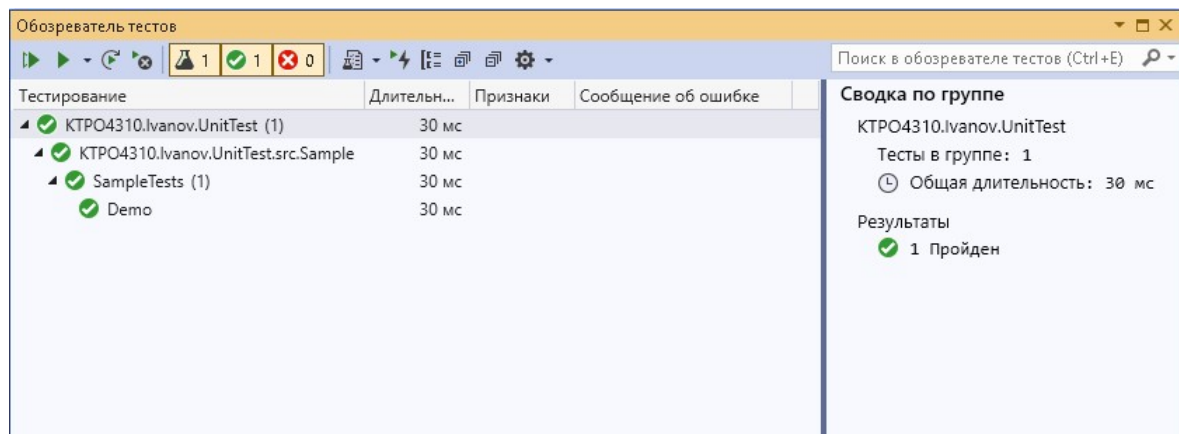 Обозреватель тестов
1 1 0
Поиск в обозревателе тестов (Ctrl+E)
Тестирование Длительн... Признаки Сообщение об ошибке
KTPO4310.Ivanov.UnitTest (1) 30 мс
KTPO4310.Ivanov.UnitTest.src.Sample 30 мс
SampleTests (1) 30 мс
Demo 30 мс
Сводка по группе
KTPO4310.Ivanov.UnitTest
Тесты в группе: 1
Общая длительность: 30 мс
Результаты
1 Пройден